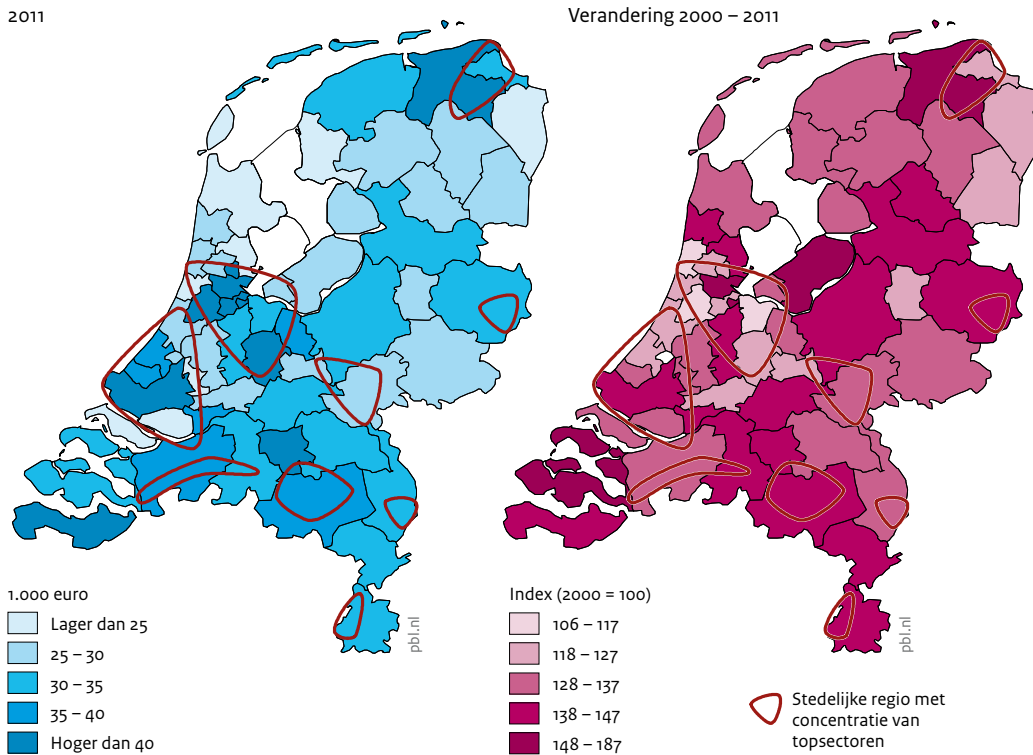 2011
1.000 euro
Lager dan 25
25 – 30
30 – 35
35 – 40
Hoger dan 40
pbl.nl
Verandering 2000 – 2011
Index (2000 = 100)
106 – 117
118 – 127
128 – 137
138 – 147
148 – 187
pbl.nl
Stedelijke regio met
concentratie van
topsectoren